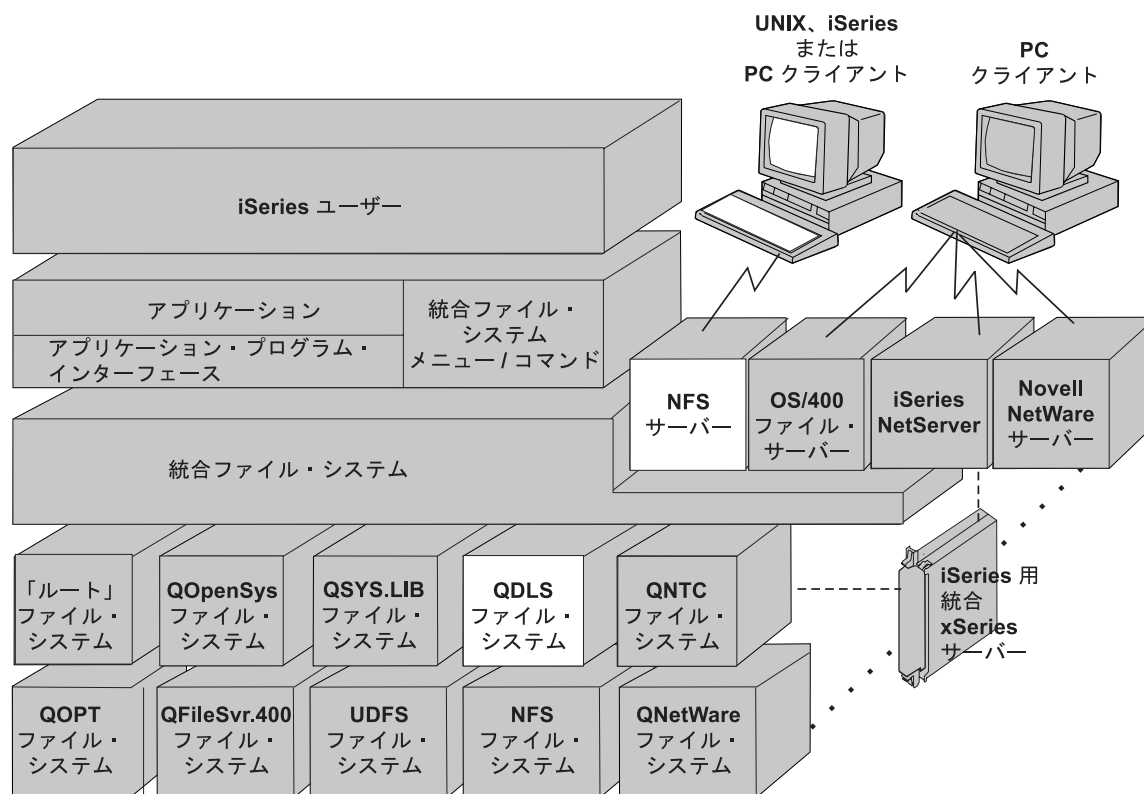 UNIX、iSeries
または
PC クライアント
PC
クライアント
iSeries ユーザー
アプリケーション
アプリケーション・プログラム・
インターフェース
統合ファイル・
システム
メニュー / コマンド
NFS
サーバー
OS/400
ファイル・
サーバー
iSeries
NetServer
Novell
NetWare
サーバー
統合ファイル・システム
「ルート」
ファイル・
システム
QOpenSys
ファイル・
システム
QSYS.LIB
ファイル・
システム
QDLS
ファイル・
システム
QNTC
ファイル・
システム
iSeries 用
統合
xSeries
サーバー
QOPT
ファイル・
システム
QFileSvr.400
ファイル・
システム
UDFS
ファイル・
システム
NFS
ファイル・
システム
QNetWare
ファイル・
システム